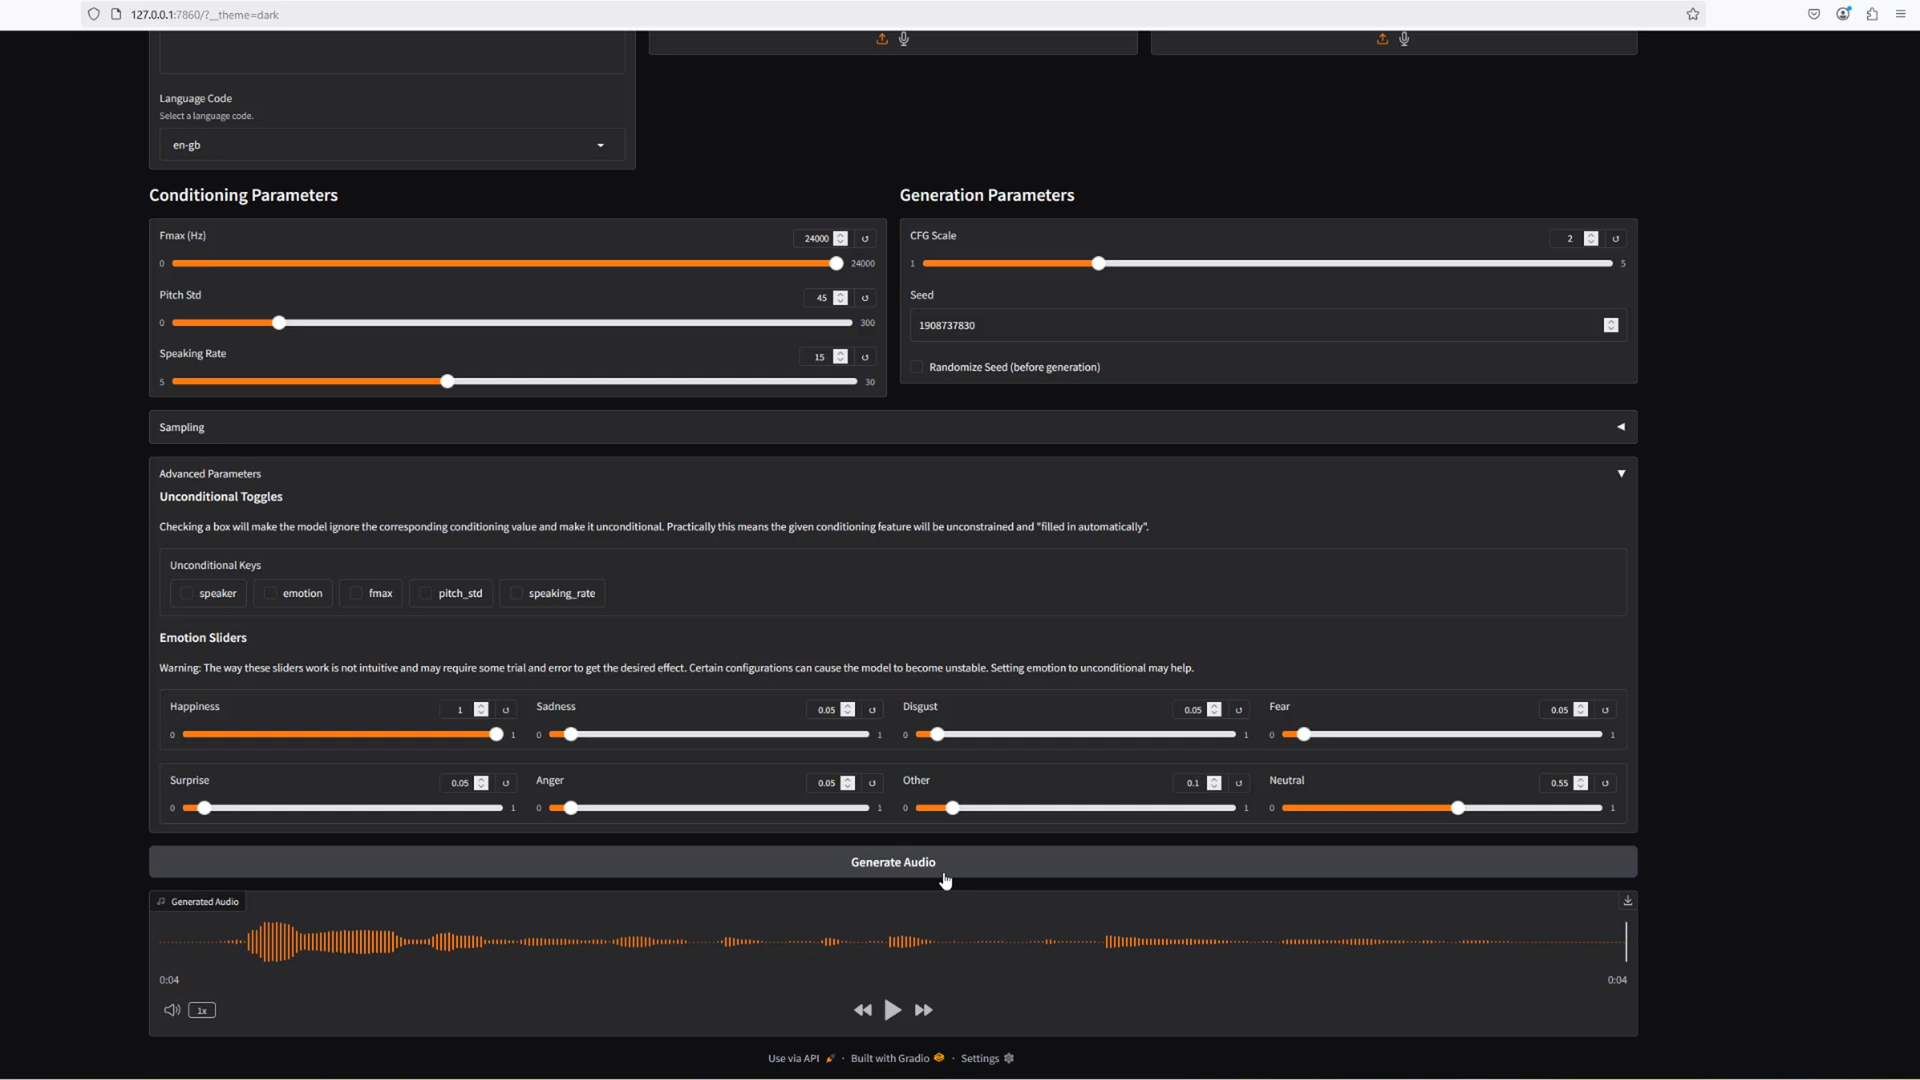 127.0.0.1:7860/?__theme=dark
Language Code
Select a language code.
en-gb
Conditioning Parameters
Fmax (Hz)
24000
0
24000
Pitch Std
45
0
300
Speaking Rate
15
5
30
Generation Parameters
CFG Scale
2
1
5
Seed
1908737830
Randomize Seed (before generation)
Sampling
Advanced Parameters
Unconditional Toggles
Checking a box will make the model ignore the corresponding conditioning value and make it unconditional. Practically this means the given conditioning feature will be unconstrained and "filled in automatically".
Unconditional Keys
speaker emotion fmax pitch_std speaking_rate
Emotion Sliders
Warning: The way these sliders work is not intuitive and may require some trial and error to get the desired effect. Certain configurations can cause the model to become unstable. Setting emotion to unconditional may help.
Happiness 1 Sadness 0.05 Disgust 0.05 Fear 0.05
0 1 0 1 0 1 0 1
Surprise 0.05 Anger 0.05 Other 0.1 Neutral 0.55
0 1 0 1 0 1 0 1
Generate Audio
Generated Audio
0:04 0:04
1x
Use via API · Built with Gradio · Settings